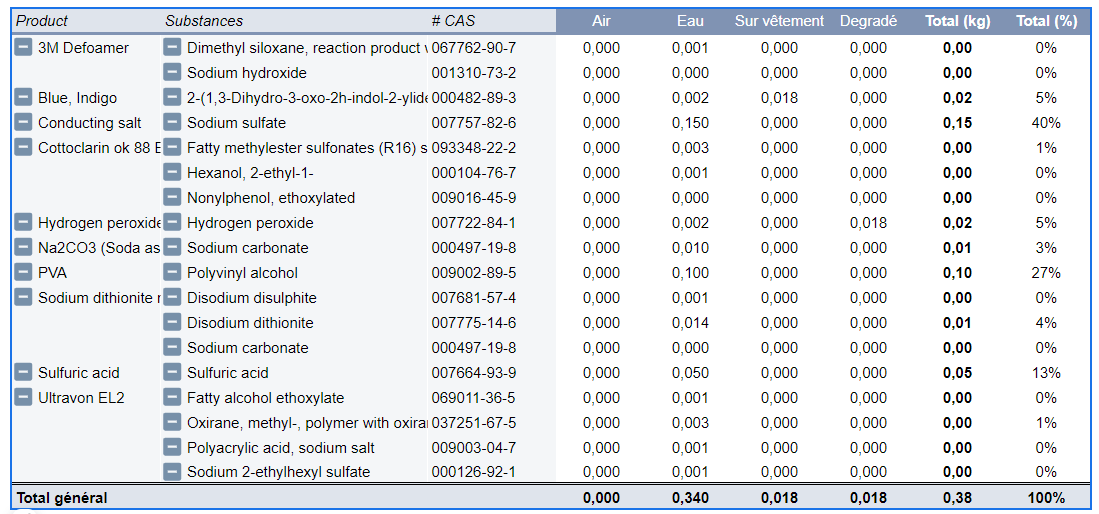 Product Substances # CAS Air Eau Sur vêtement Degradé Total (kg) Total (%)
3M Defoamer Dimethyl siloxane, reaction product 067762-90-7 0,000 0,001 0,000 0,000 0,00 0%
Sodium hydroxide 001310-73-2 0,000 0,000 0,000 0,000 0,00 0%
Blue, Indigo 2-(1,3-Dihydro-3-oxo-2h-indol-2-ylide 000482-89-3 0,000 0,002 0,018 0,000 0,02 5%
Conducting salt Sodium sulfate 007757-82-6 0,000 0,150 0,000 0,000 0,15 40%
Cottoclarin ok 88 E Fatty methylester sulfonates (R16) s 093348-22-2 0,000 0,003 0,000 0,000 0,00 1%
Hexanol, 2-ethyl-1- 000104-76-7 0,000 0,001 0,000 0,000 0,00 0%
Nonylphenol, ethoxylated 009016-45-9 0,000 0,000 0,000 0,000 0,00 0%
Hydrogen peroxide Hydrogen peroxide 007722-84-1 0,000 0,002 0,000 0,018 0,02 5%
Na2CO3 (Soda as Sodium carbonate 000497-19-8 0,000 0,010 0,000 0,000 0,01 3%
PVA Polyvinyl alcohol 009002-89-5 0,000 0,100 0,000 0,000 0,10 27%
Sodium dithionite Disodium disulphite 007681-57-4 0,000 0,001 0,000 0,000 0,00 0%
Disodium dithionite 007775-14-6 0,000 0,014 0,000 0,000 0,01 4%
Sodium carbonate 000497-19-8 0,000 0,000 0,000 0,000 0,00 0%
Sulfuric acid Sulfuric acid 007664-93-9 0,000 0,050 0,000 0,000 0,05 13%
Ultravon EL2 Fatty alcohol ethoxylate 069011-36-5 0,000 0,001 0,000 0,000 0,00 0%
Oxirane, methyl-, polymer with oxirar 037251-67-5 0,000 0,003 0,000 0,000 0,00 1%
Polyacrylic acid, sodium salt 009003-04-7 0,000 0,001 0,000 0,000 0,00 0%
Sodium 2-ethylhexyl sulfate 000126-92-1 0,000 0,001 0,000 0,000 0,00 0%
Total général 0,000 0,340 0,018 0,018 0,38 100%